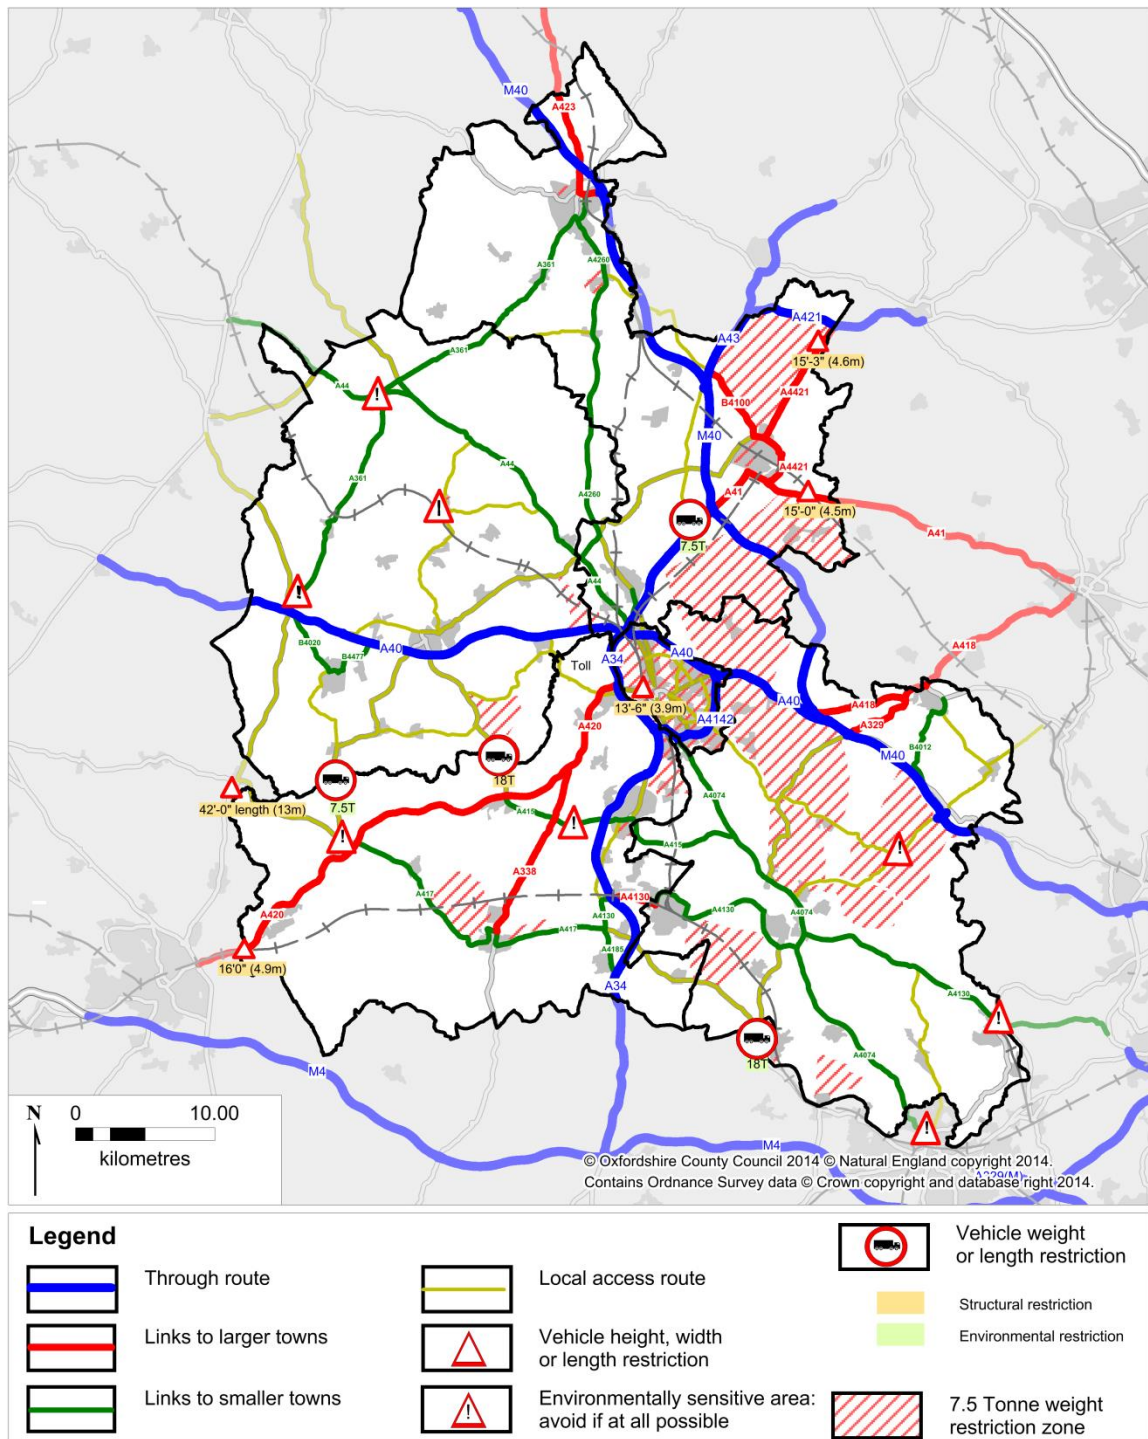 M40
A423
A361
A4260
A421
A43
15'-3" (4.6m)
A361
A44
B4100
A4421
M40
A44
A361
A4260
A4421
A41
15'-0" (4.5m)
7.5T
A41
A44
B4020
B4477
A40
A34
A40
Toll
A418
13'-6" (3.9m)
A4142
A40
A418
A329
A420
B4012
M40
18T
7.5T
42'-0" length (13m)
A4074
A415
A415
A338
A417
A4130
A4130
A4130
A4074
A420
A417
A4185
16'0" (4.9m)
A34
A4130
18T
A4074
M4
M4
N
0 10.00
kilometres
© Oxfordshire County Council 2014 © Natural England copyright 2014.
A329(M)
Contains Ordnance Survey data © Crown copyright and database right 2014.
Legend
Through route
Links to larger towns
Links to smaller towns
Local access route
Vehicle height, width
or length restriction
!
Environmentally sensitive area:
avoid if at all possible
Vehicle weight
or length restriction
Structural restriction
Environmental restriction
7.5 Tonne weight
restriction zone